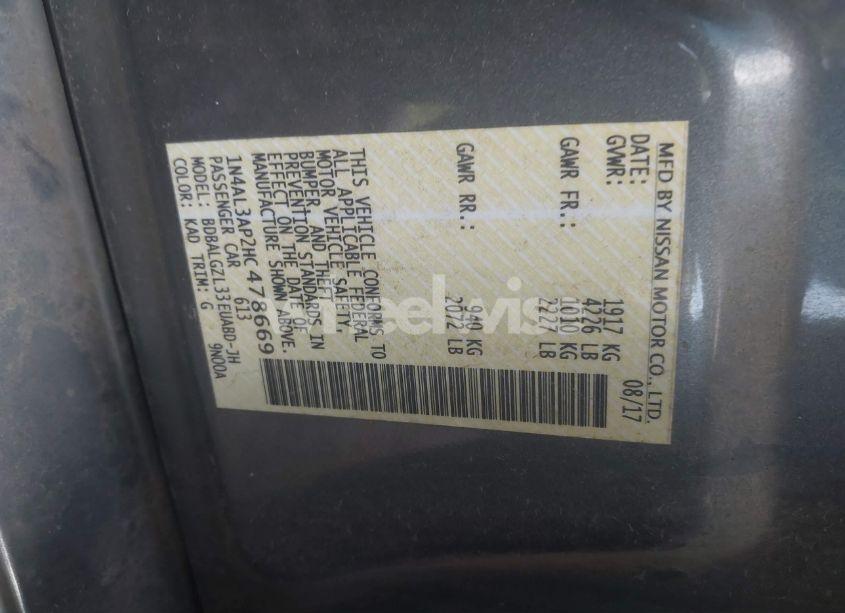 MFD BY NISSAN MOTOR CO., LTD.
DATE: 08/17
GVWR: 1917 KG
4226 LB
GAWR FR.: 1010 KG
2227 LB
GAWR RR.: 940 KG
2072 LB
THIS VEHICLE CONFORMS TO
ALL APPLICABLE FEDERAL
MOTOR VEHICLE SAFETY,
BUMPER, AND THEFT
PREVENTION STANDARDS IN
EFFECT ON THE DATE OF
MANUFACTURE SHOWN ABOVE.
1N4AL3AP2HC478669
PASSENGER CAR 613
MODEL: BDBALGZL33EUABD-JH
COLOR: KAD TRIM: G 9N00A